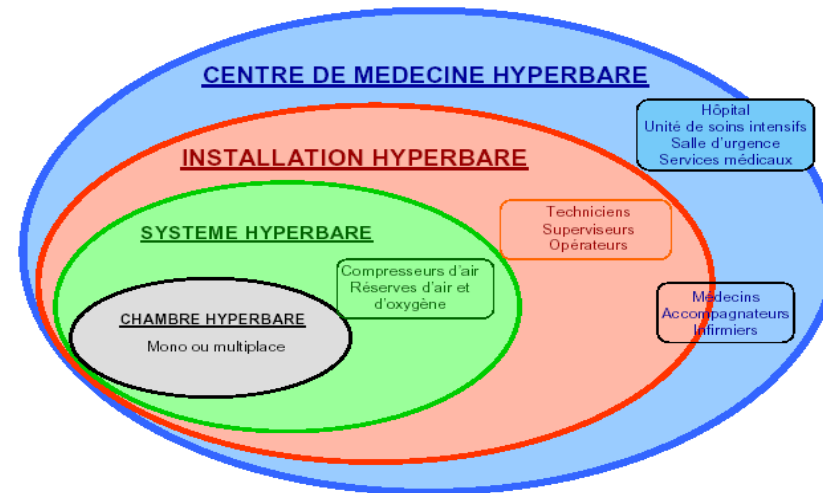 CENTRE DE MEDECINE HYPERBARE
Hôpital
Unité de soins intensifs
Salle d'urgence
Services médicaux
INSTALLATION HYPERBARE
Techniciens
Superviseurs
Opérateurs
SYSTEME HYPERBARE
Compresseurs d'air
Réserves d'air et
d'oxygène
Médecins
Accompagnateurs
Infirmiers
CHAMBRE HYPERBARE
Mono ou multiplace